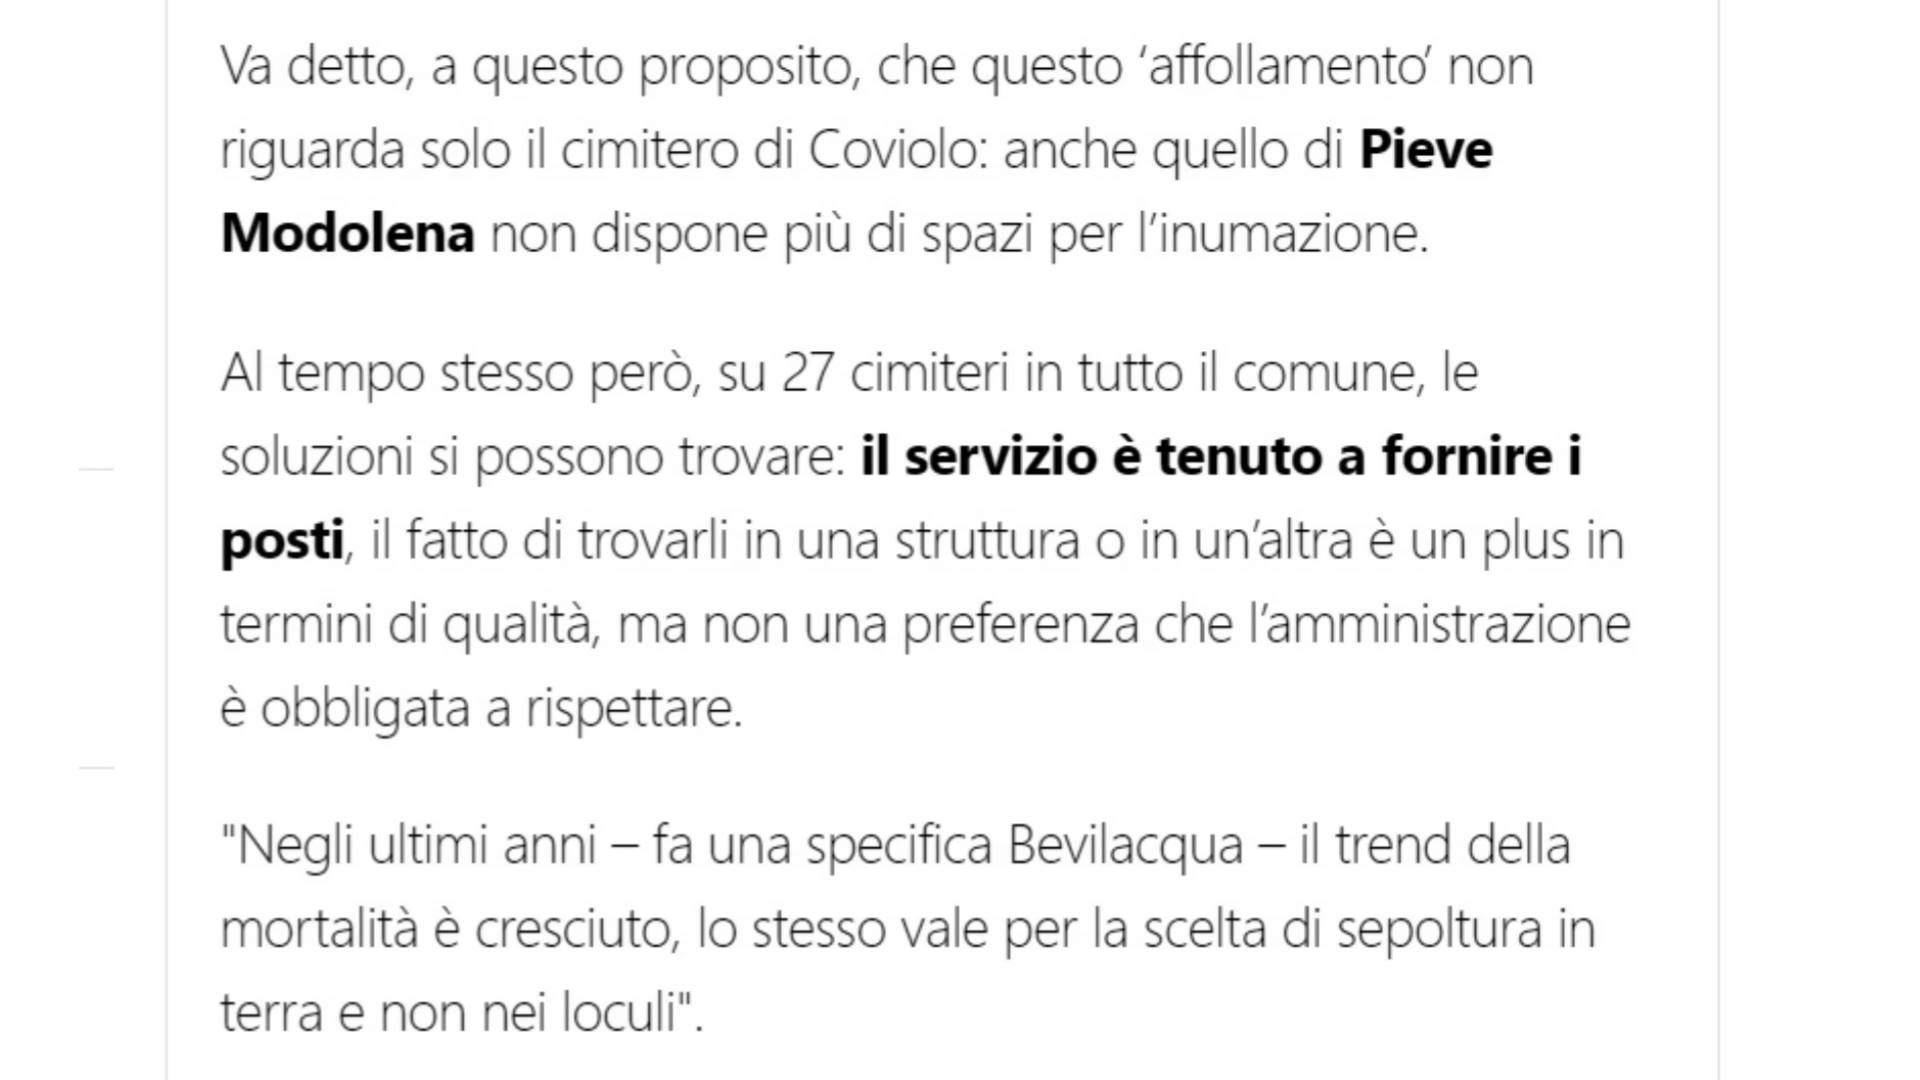 Va detto, a questo proposito, che questo ‘affollamento’ non
riguarda solo il cimitero di Coviolo: anche quello di Pieve
Modolena non dispone più di spazi per l’inumazione.
Al tempo stesso però, su 27 cimiteri in tutto il comune, le
soluzioni si possono trovare: il servizio è tenuto a fornire i
posti, il fatto di trovarli in una struttura o in un’altra è un plus in
termini di qualità, ma non una preferenza che l’amministrazione
è obbligata a rispettare.
"Negli ultimi anni – fa una specifica Bevilacqua – il trend della
mortalità è cresciuto, lo stesso vale per la scelta di sepoltura in
terra e non nei loculi".